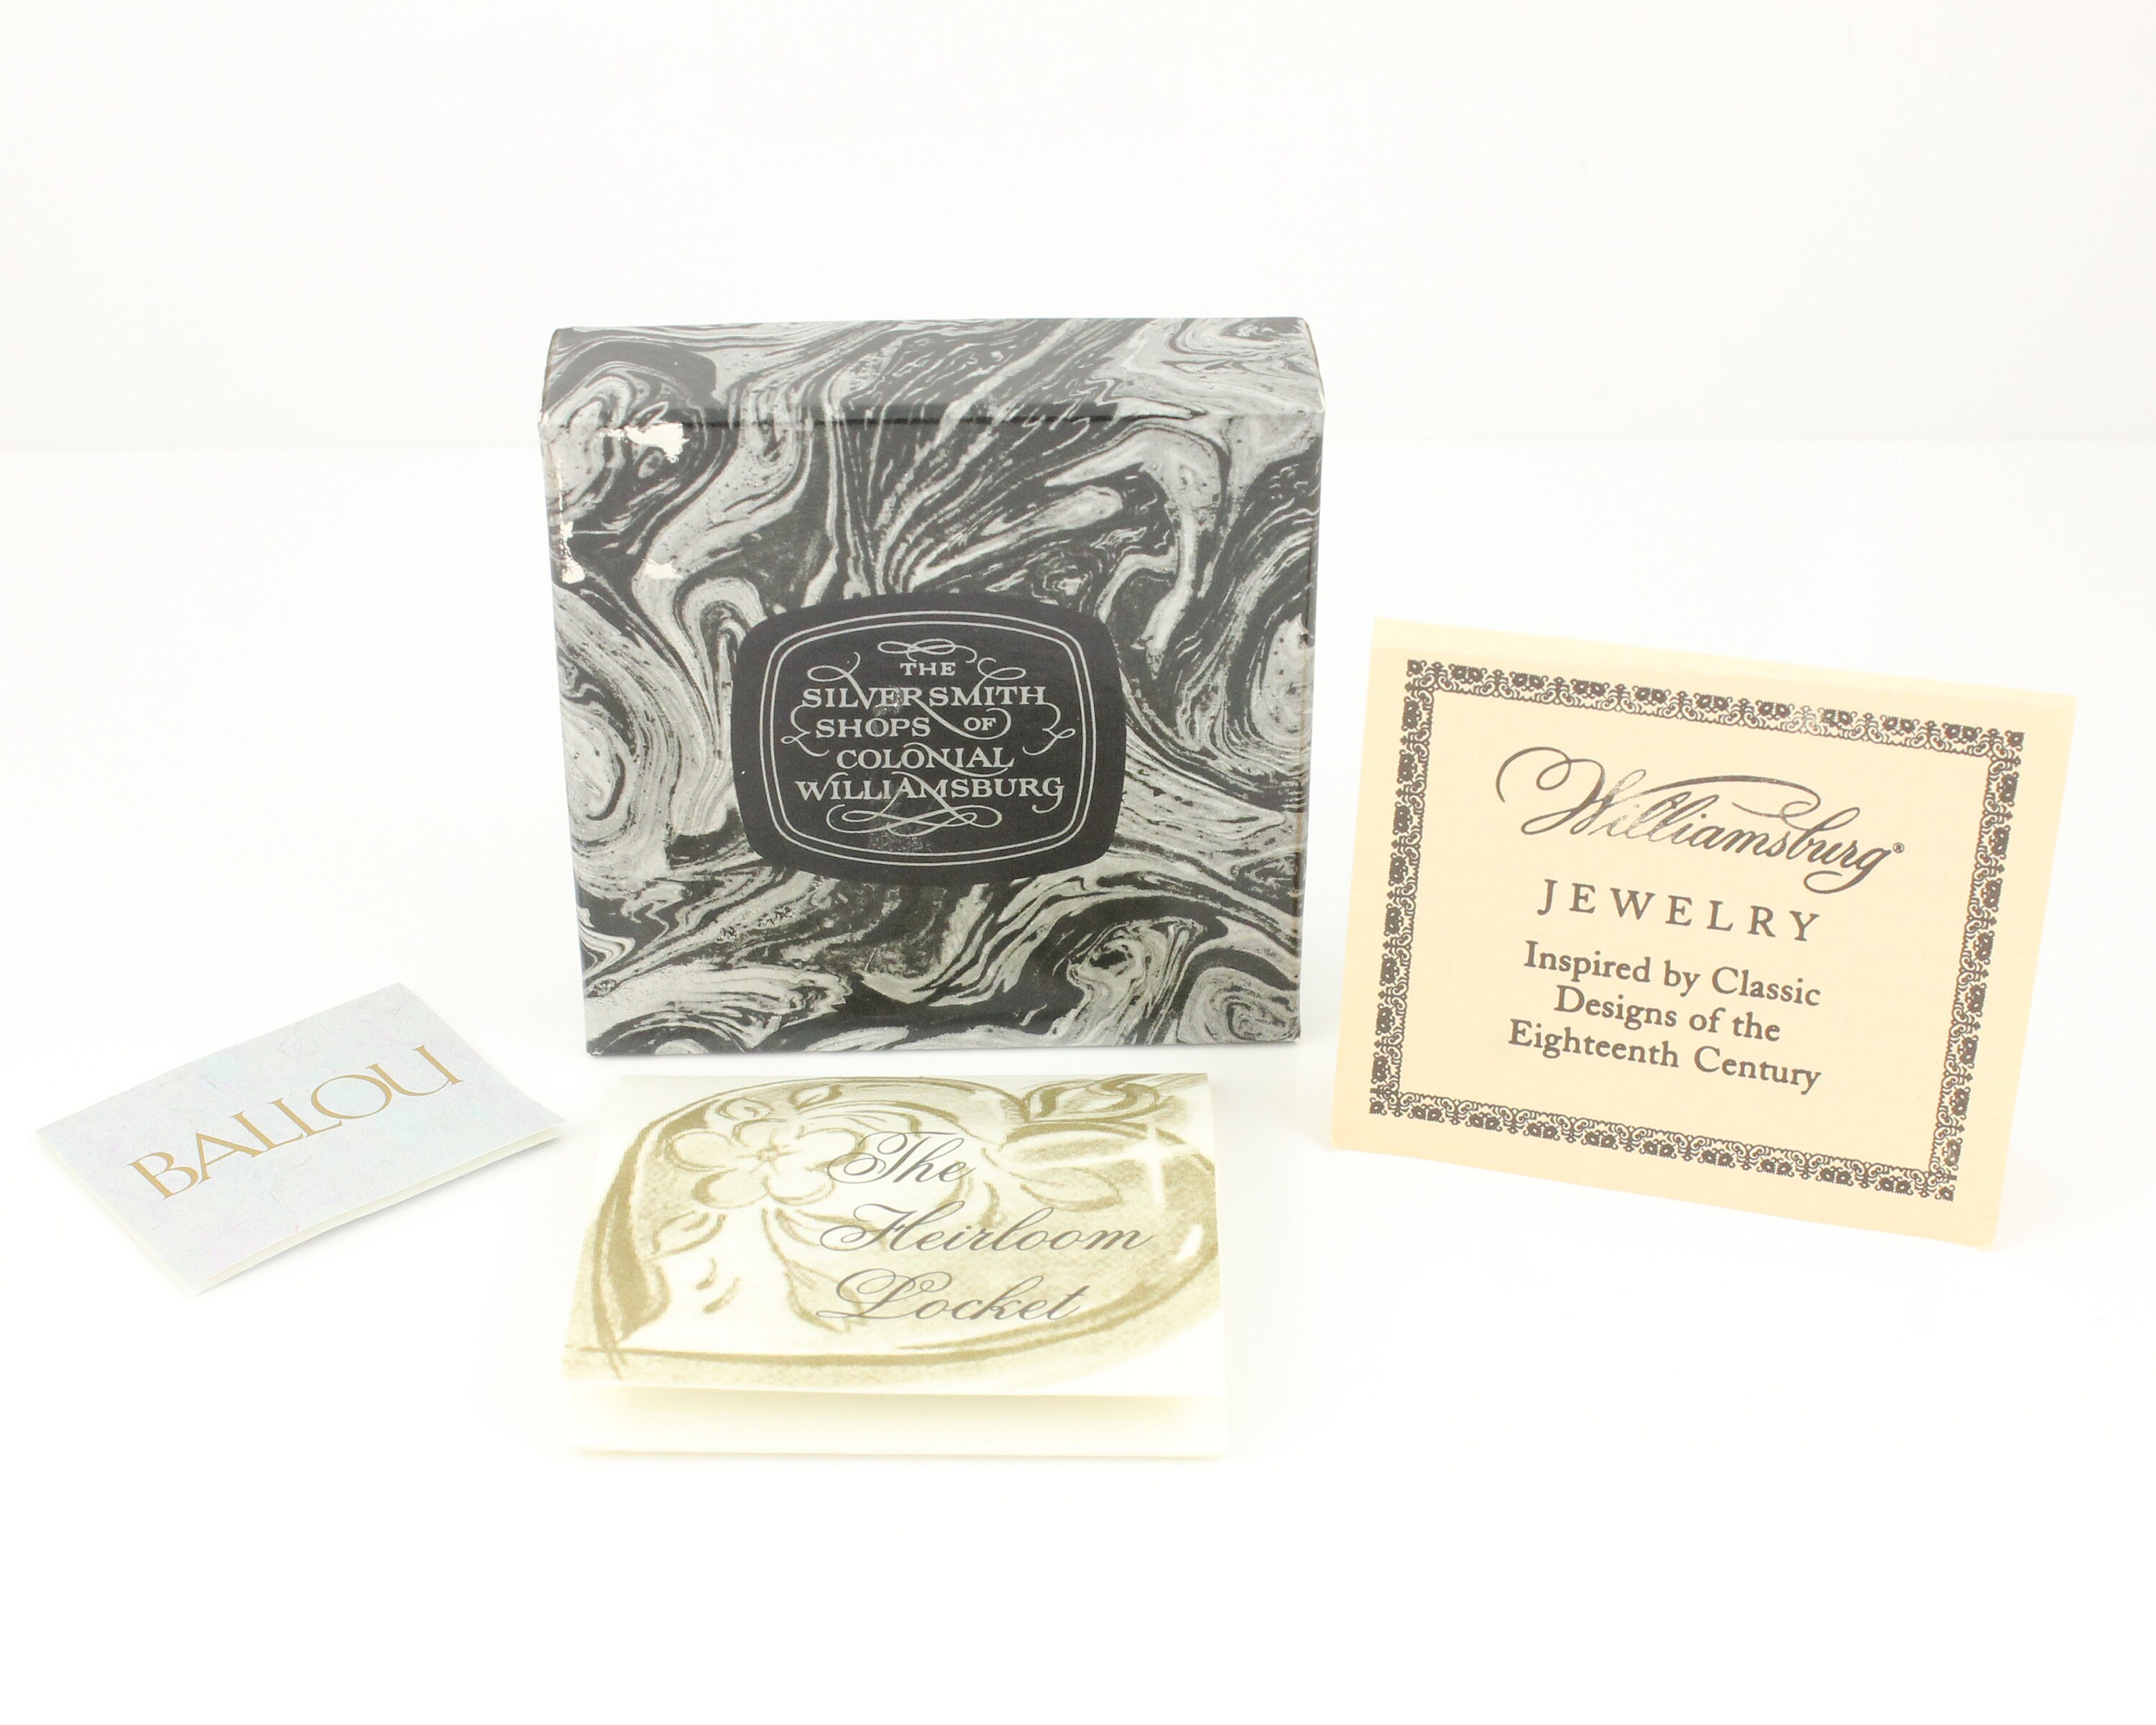 THE
SILVERSMITH
SHOPS OF
COLONIAL
WILLIAMSBURG
Williamsburg®
JEWELRY
Inspired by Classic
Designs of the
Eighteenth Century
BALLOU
The
Heirloom
Locket